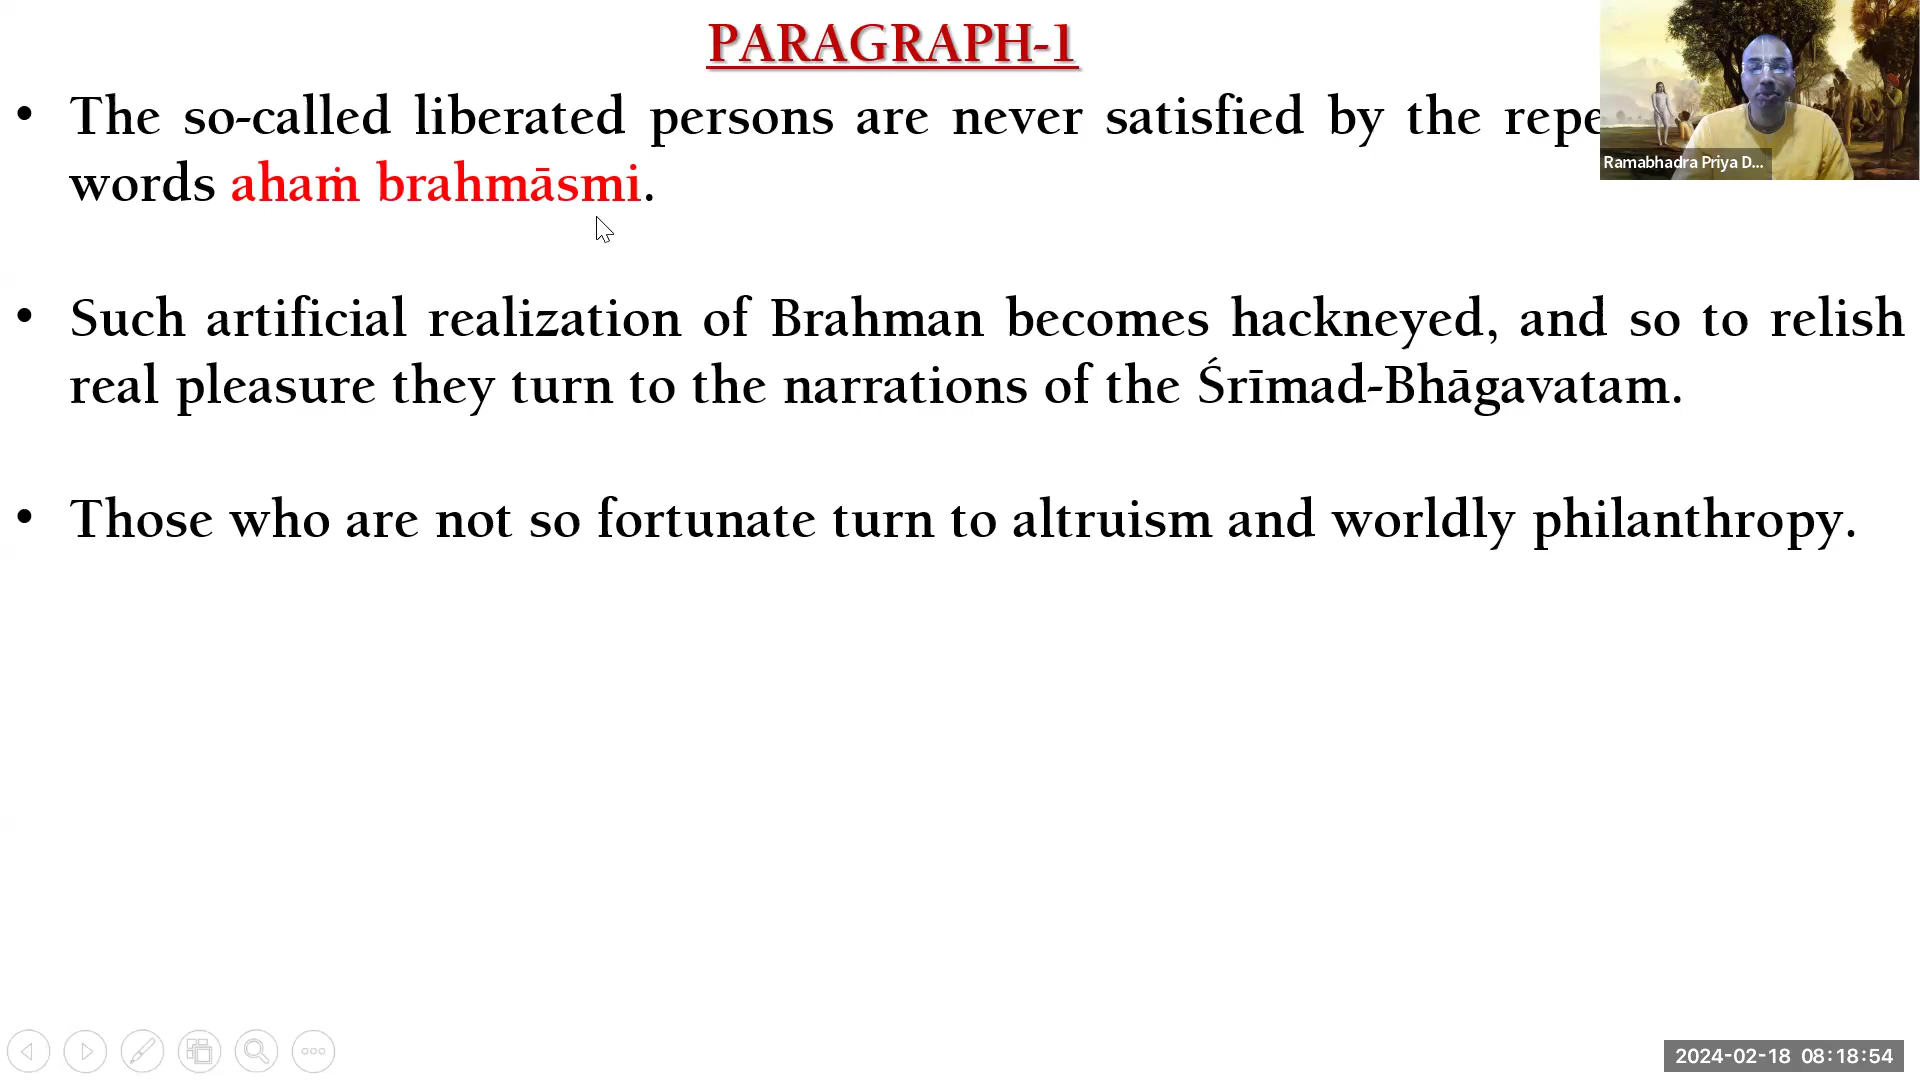 PARAGRAPH-1
• The so-called liberated persons are never satisfied by the
words ahaṁ brahmāsmi.
• Such artificial realization of Brahman becomes hackneyed, and so to relish
real pleasure they turn to the narrations of the Śrīmad-Bhāgavatam.
• Those who are not so fortunate turn to altruism and worldly philanthropy.
Ramabhadra Priya D...
2024-02-18 08:18:54